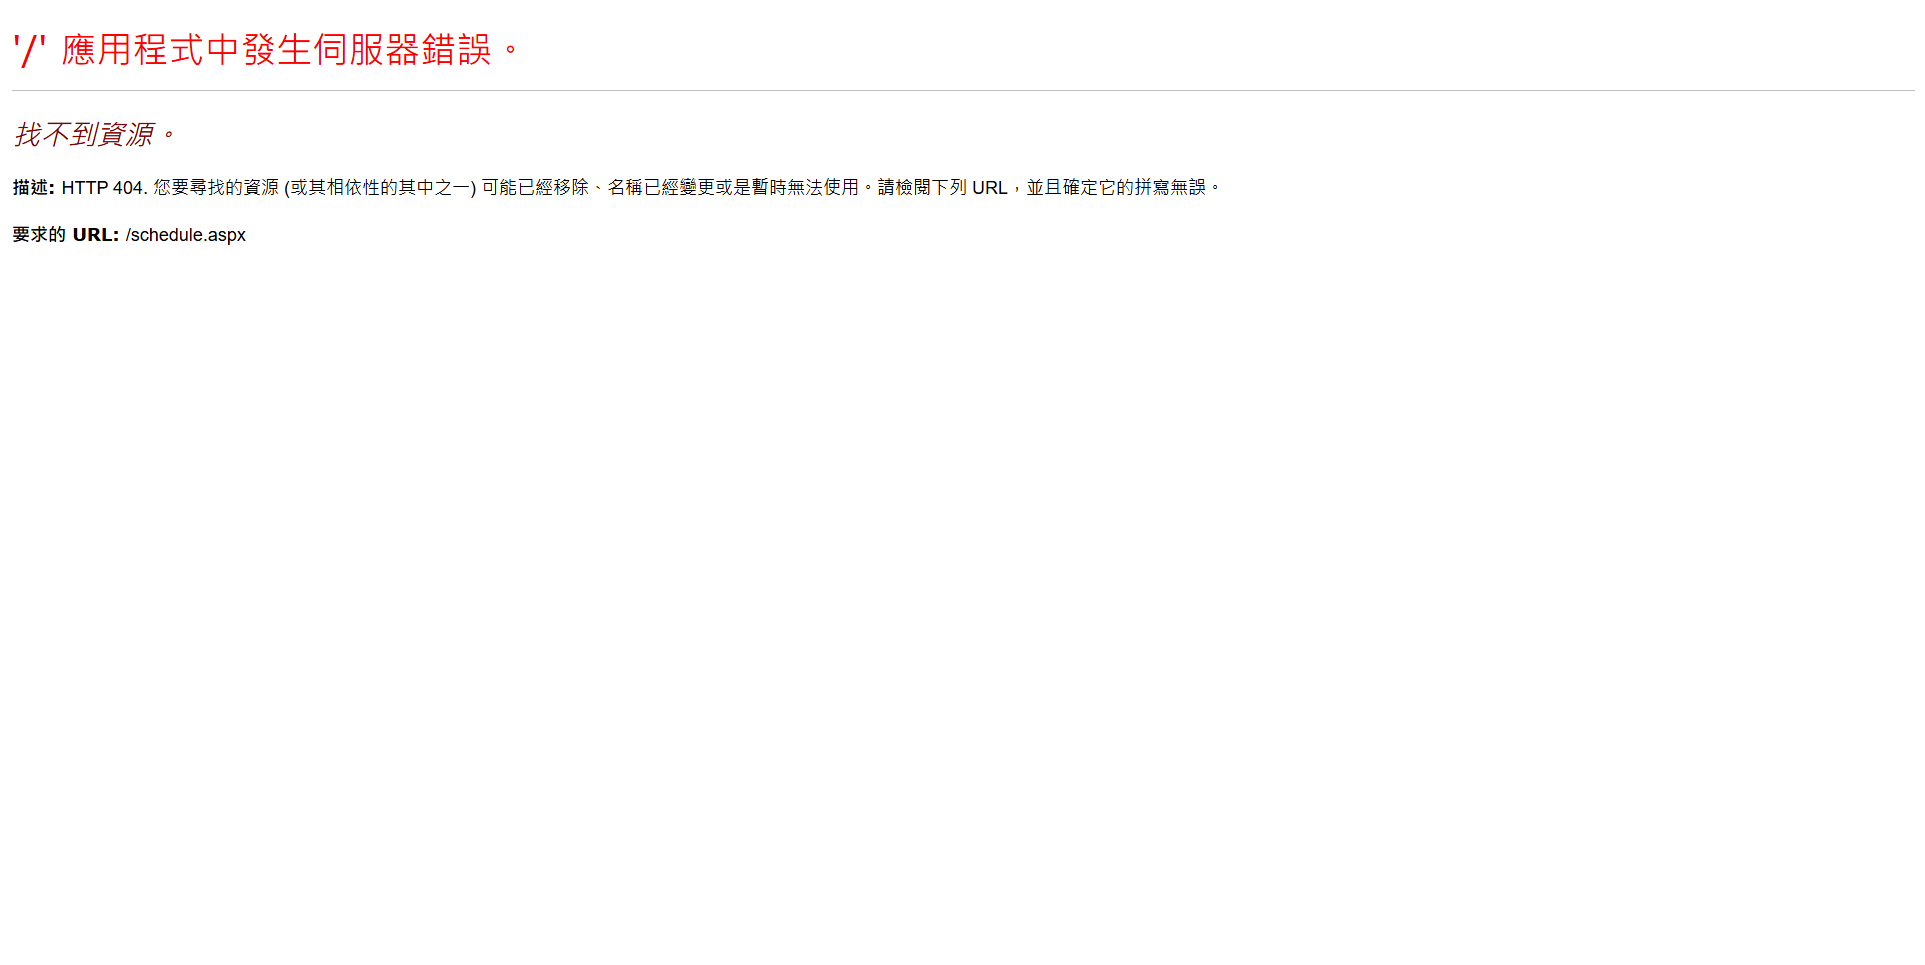 '/' 應用程式中發生伺服器錯誤。
找不到資源。
描述: HTTP 404. 您要尋找的資源 (或其相依性的其中之一) 可能已經移除、名稱已經變更或是暫時無法使用。請檢閱下列 URL，並且確定它的拼寫無誤。
要求的 URL: /schedule.aspx